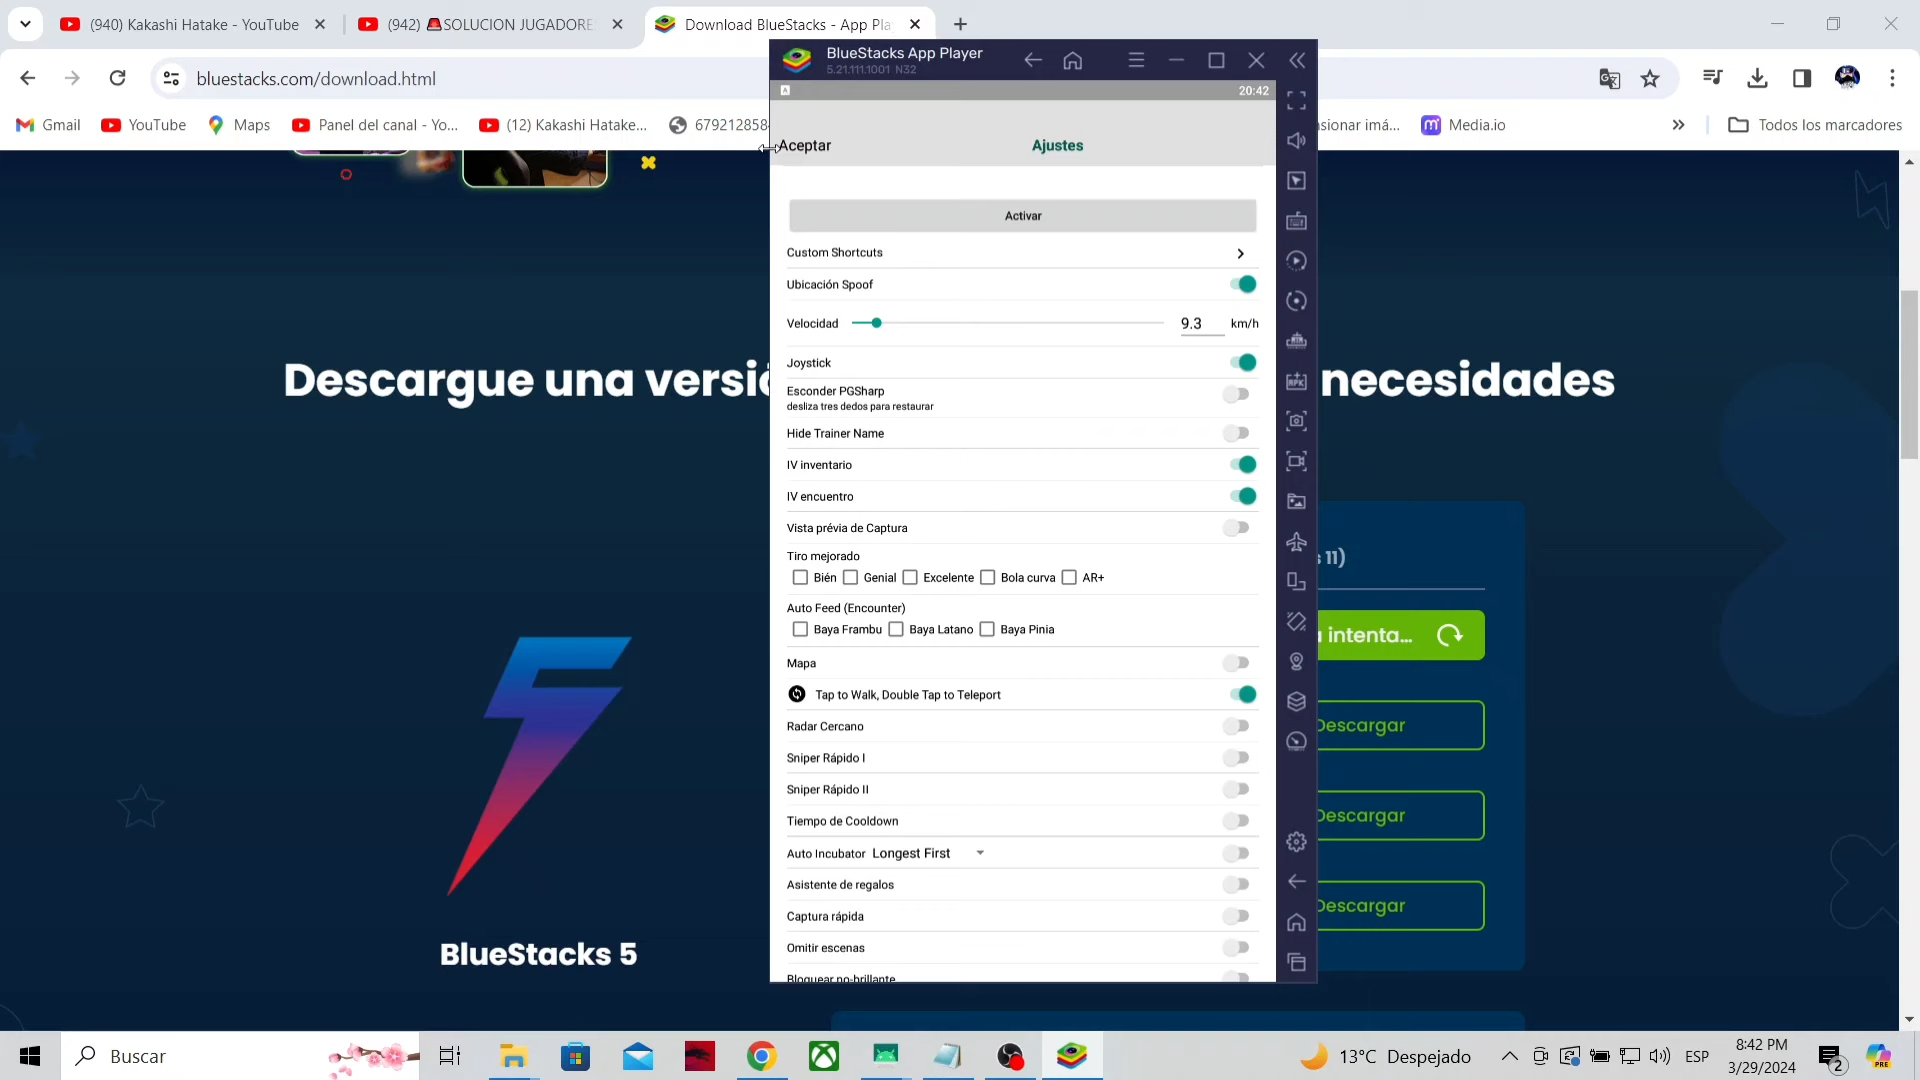 (940) Kakashi Hatake - YouTube
(942) 🚨SOLUCION JUGADORE
Download BlueStacks - App Pla
bluestacks.com/download.html
Gmail
YouTube
Maps
Panel del canal - Yo...
(12) Kakashi Hatake...
679212858
sionar imá...
Media.io
Todos los marcadores
BlueStacks App Player
5.21.111.1001 N32
20:42
Aceptar
Ajustes
Activar
Custom Shortcuts
Ubicación Spoof
Velocidad
9.3 km/h
Joystick
Esconder PGSharp
desliza tres dedos para restaurar
Hide Trainer Name
IV inventario
IV encuentro
Vista prévia de Captura
Tiro mejorado
Bién Genial Excelente Bola curva AR+
Auto Feed (Encounter)
Baya Frambu Baya Latano Baya Pinia
Mapa
Tap to Walk, Double Tap to Teleport
Radar Cercano
Sniper Rápido I
Sniper Rápido II
Tiempo de Cooldown
Auto Incubator Longest First
Asistente de regalos
Captura rápida
Omitir escenas
Bloquear no-brillante
Descargue una versió
necesidades
s 11)
intenta...
Descargar
Descargar
Descargar
BlueStacks 5
Buscar
13°C Despejado
ESP
8:42 PM
3/29/2024
2
PRE